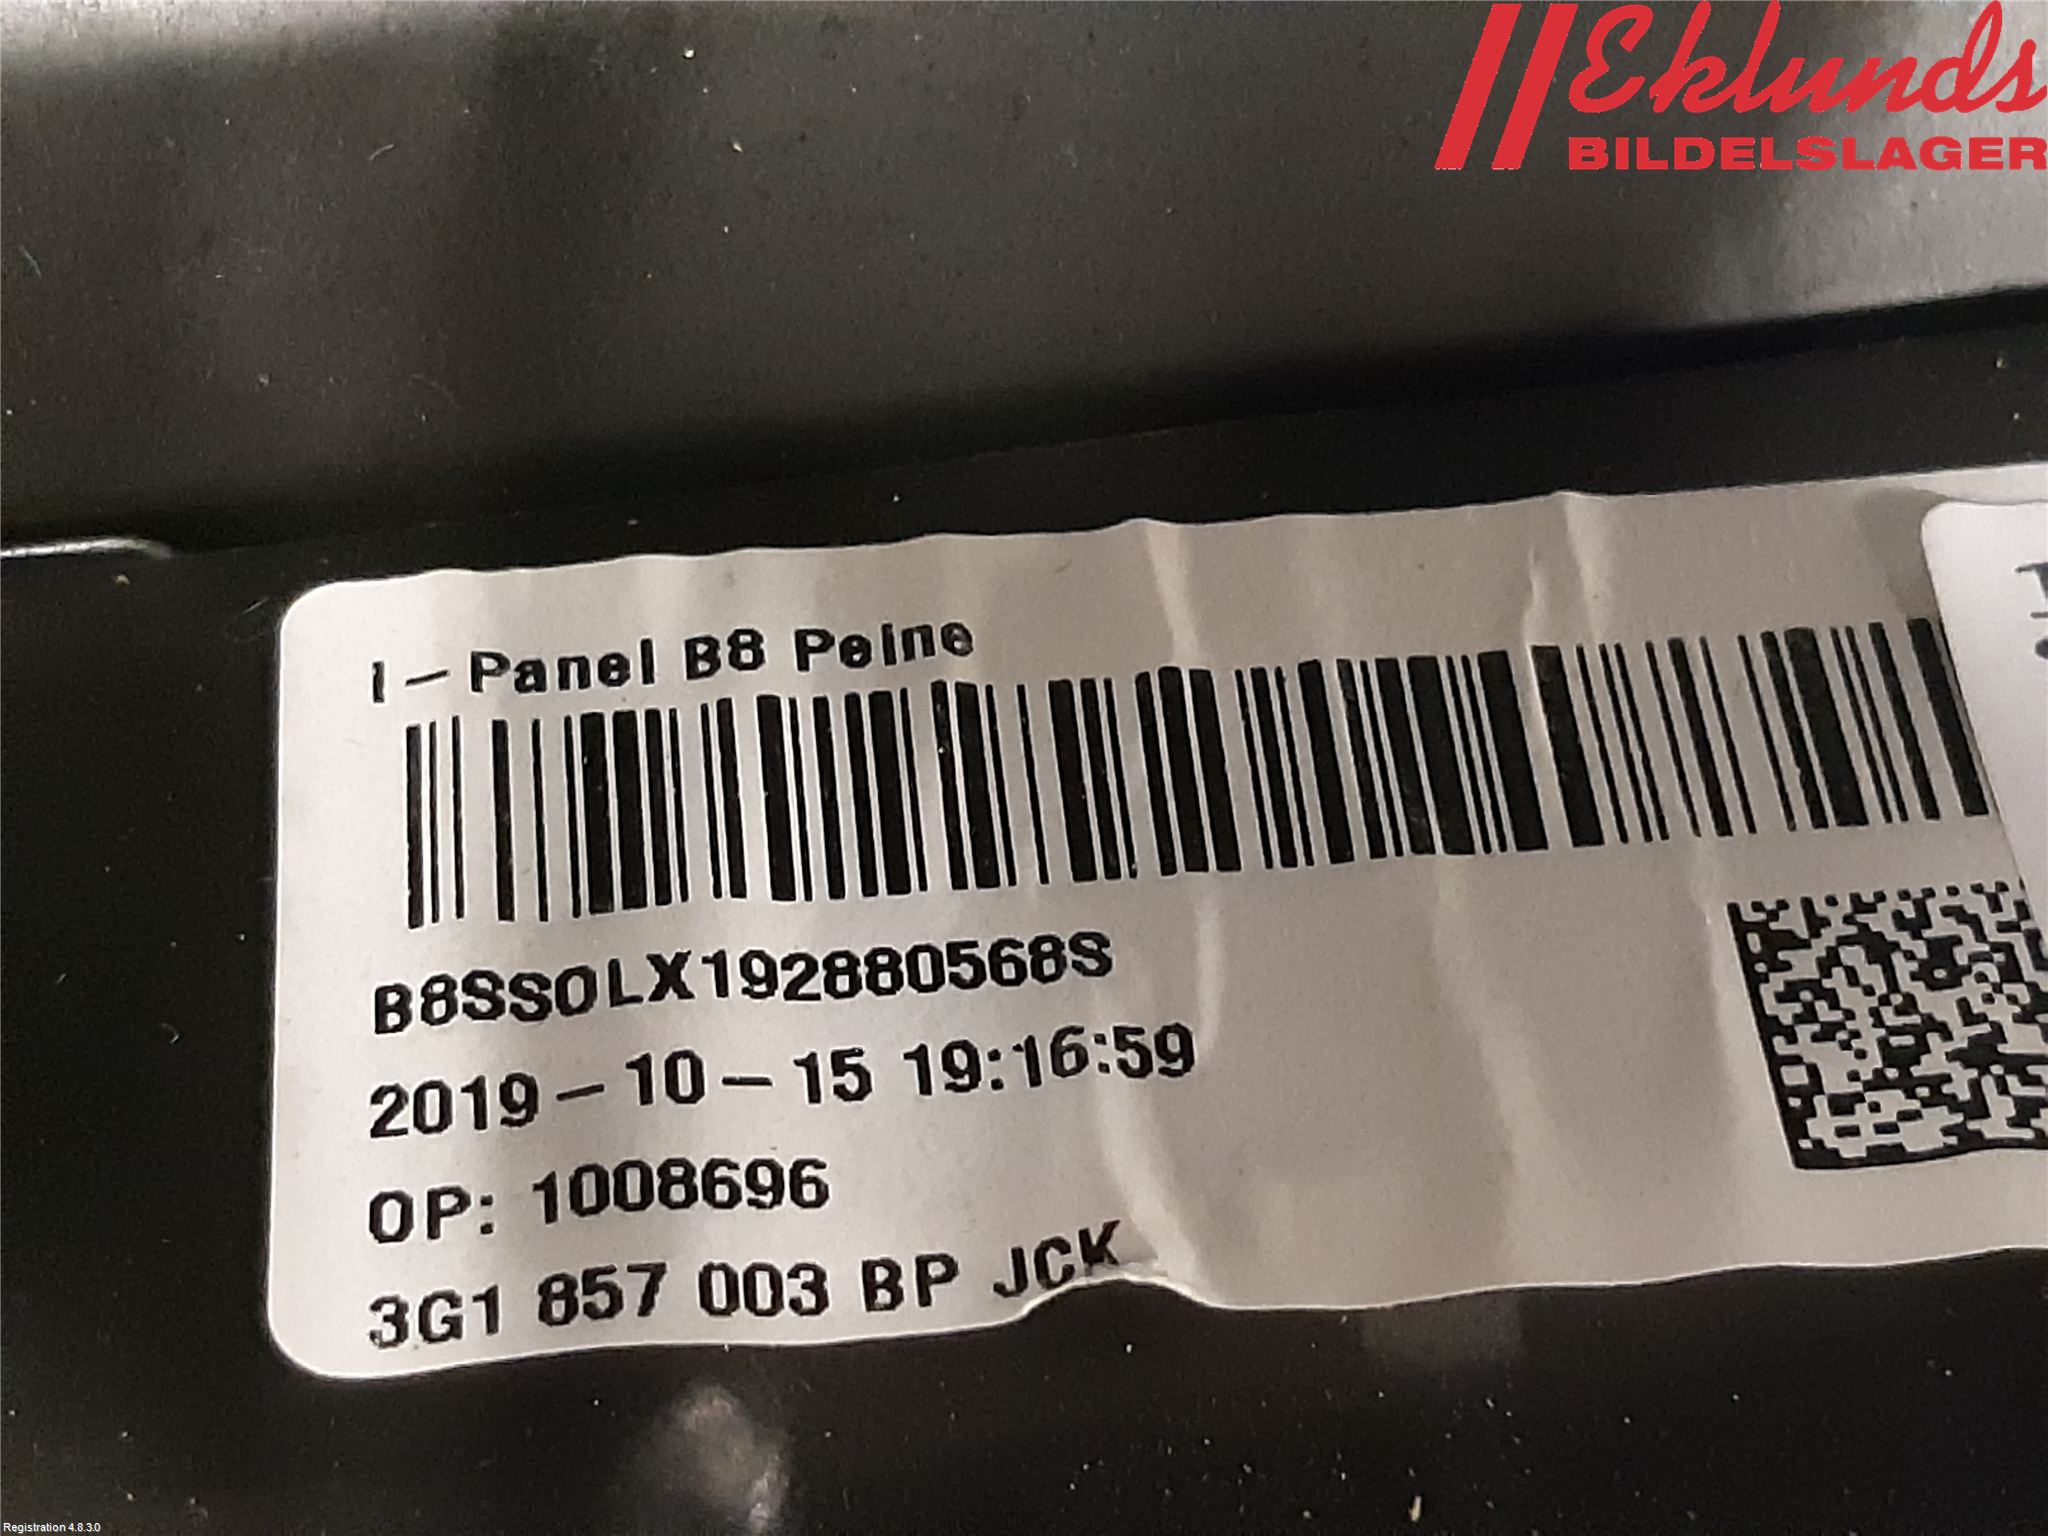 Eklunds
BILDELSLAGER
I-Panel B8 Peine
B8SS0LX192880568S
2019-10-15 19:16:59
OP: 1008696
3G1 857 003 BP JCK
Registration 4.8.3.0